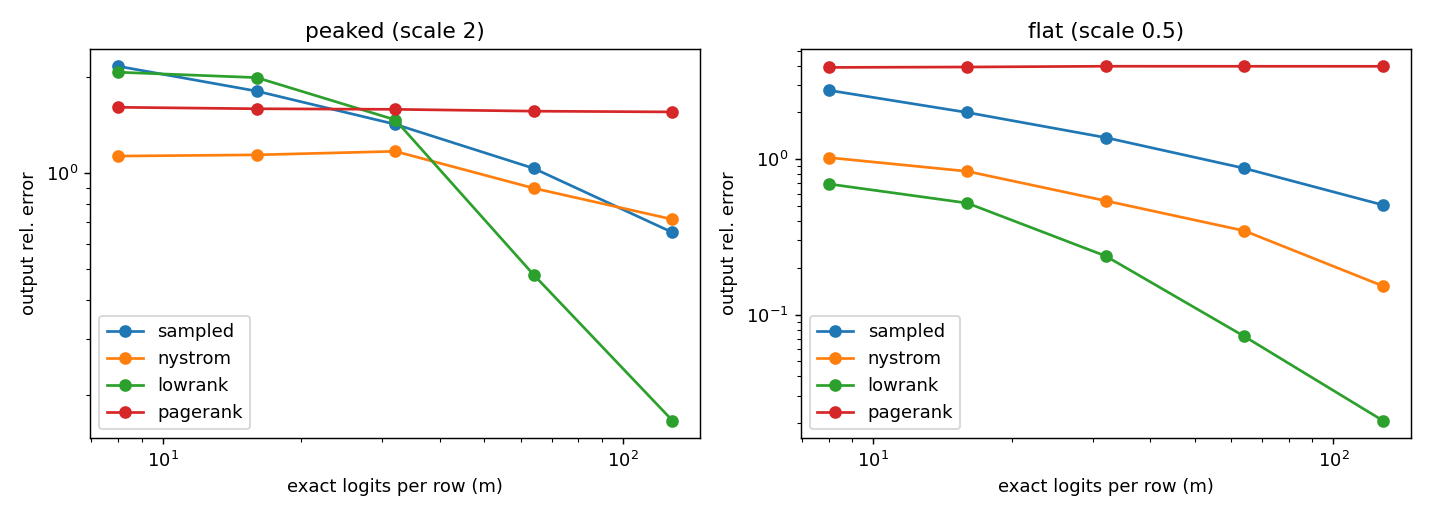 peaked (scale 2)
output rel. error
10⁰
sampled
nystrom
lowrank
pagerank
10¹
10²
exact logits per row (m)
flat (scale 0.5)
output rel. error
10⁰
10⁻¹
sampled
nystrom
lowrank
pagerank
10¹
10²
exact logits per row (m)